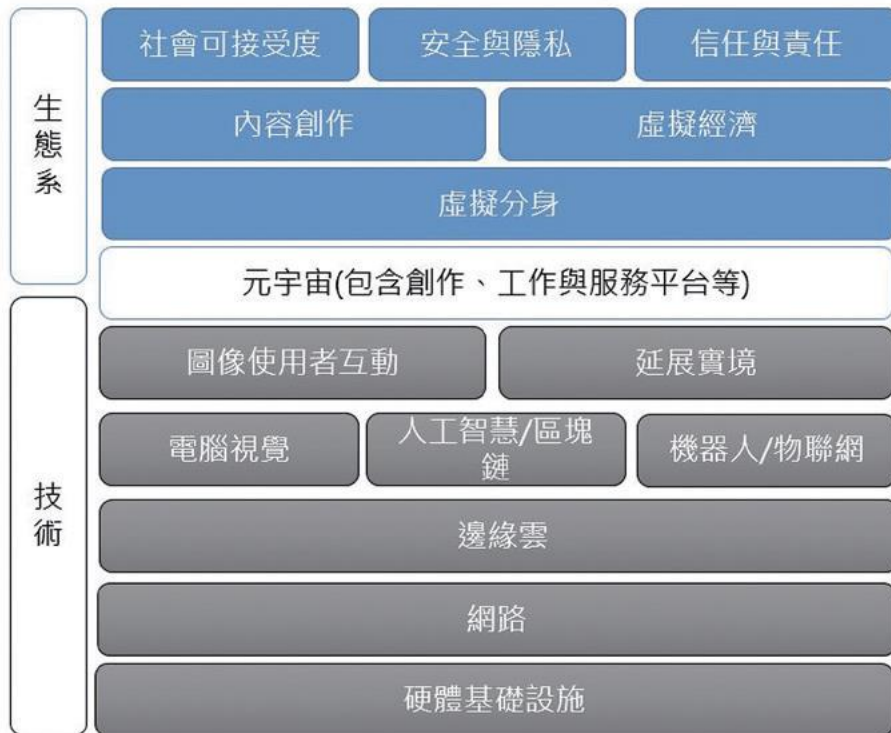 生態系
社會可接受度
安全與隱私
信任與責任
內容創作
虛擬經濟
虛擬分身
元宇宙(包含創作、工作與服務平台等)
技術
圖像使用者互動
延展實境
電腦視覺
人工智慧/區塊
鏈
機器人/物聯網
邊緣雲
網路
硬體基礎設施